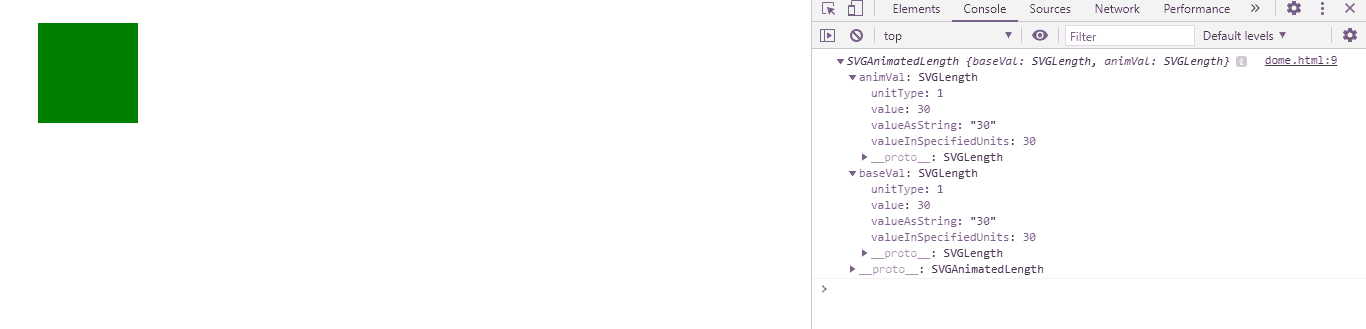 Elements Console Sources Network Performance »
top Filter Default levels
SVGAnimatedLength {baseVal: SVGLength, animVal: SVGLength} i dome.html:9
animVal: SVGLength
unitType: 1
value: 30
valueAsString: "30"
valueInSpecifiedUnits: 30
__proto__: SVGLength
baseVal: SVGLength
unitType: 1
value: 30
valueAsString: "30"
valueInSpecifiedUnits: 30
__proto__: SVGLength
__proto__: SVGAnimatedLength